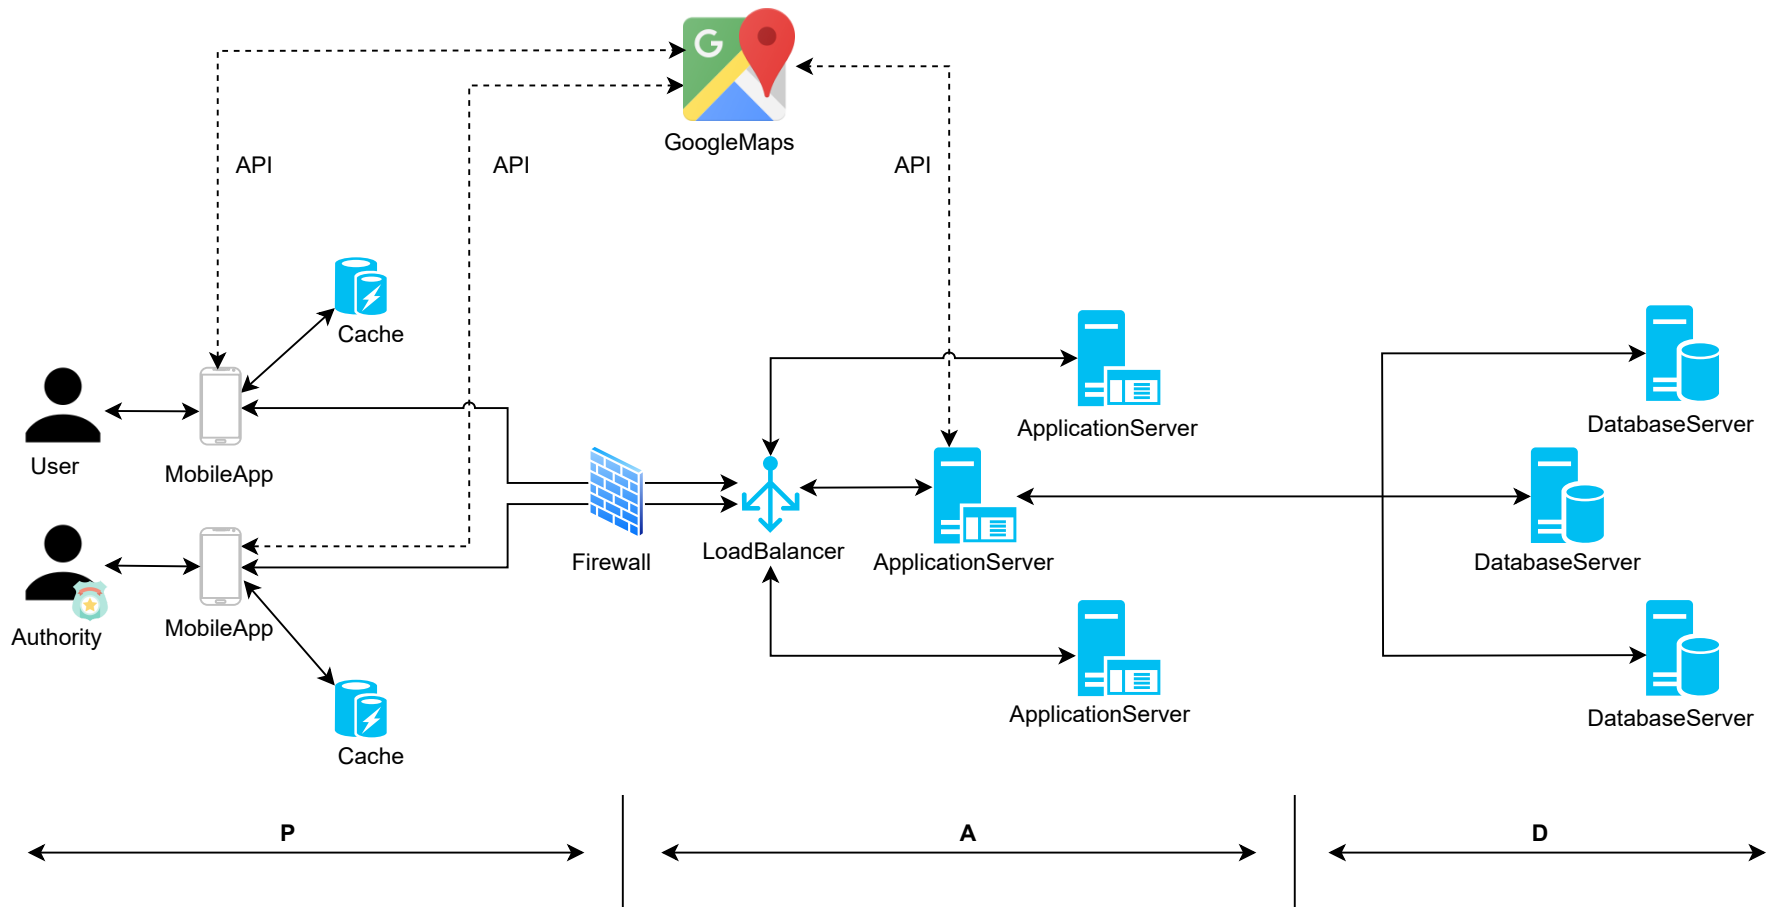 G
GoogleMaps
API
API
API
Cache
User
MobileApp
ApplicationServer
DatabaseServer
Firewall
LoadBalancer
ApplicationServer
DatabaseServer
Authority
MobileApp
ApplicationServer
DatabaseServer
Cache
P
A
D